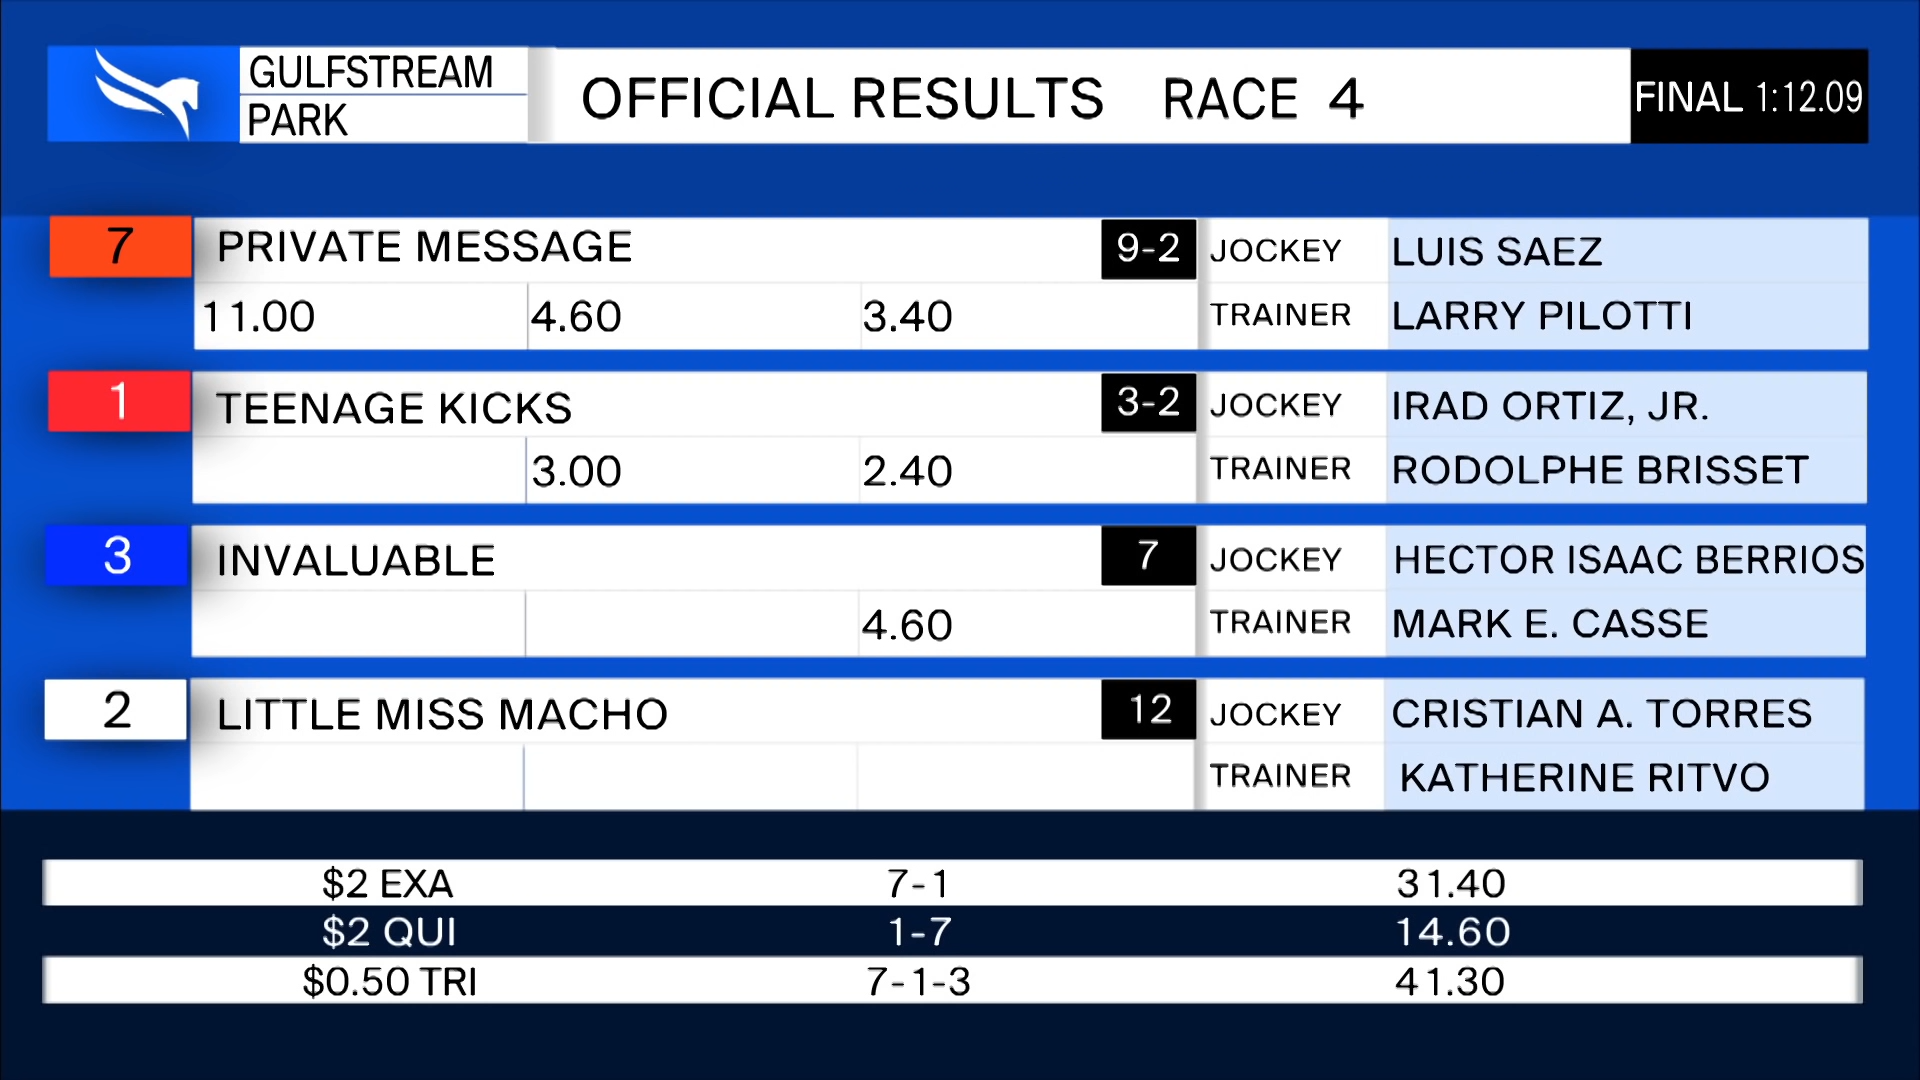 GULFSTREAM
PARK
OFFICIAL RESULTS RACE 4
FINAL 1:12.09
7 PRIVATE MESSAGE 9-2 JOCKEY LUIS SAEZ
11.00 4.60 3.40 TRAINER LARRY PILOTTI
1 TEENAGE KICKS 3-2 JOCKEY IRAD ORTIZ, JR.
3.00 2.40 TRAINER RODOLPHE BRISSET
3 INVALUABLE 7 JOCKEY HECTOR ISAAC BERRIOS
4.60 TRAINER MARK E. CASSE
2 LITTLE MISS MACHO 12 JOCKEY CRISTIAN A. TORRES
TRAINER KATHERINE RITVO
$2 EXA 7-1 31.40
$2 QUI 1-7 14.60
$0.50 TRI 7-1-3 41.30